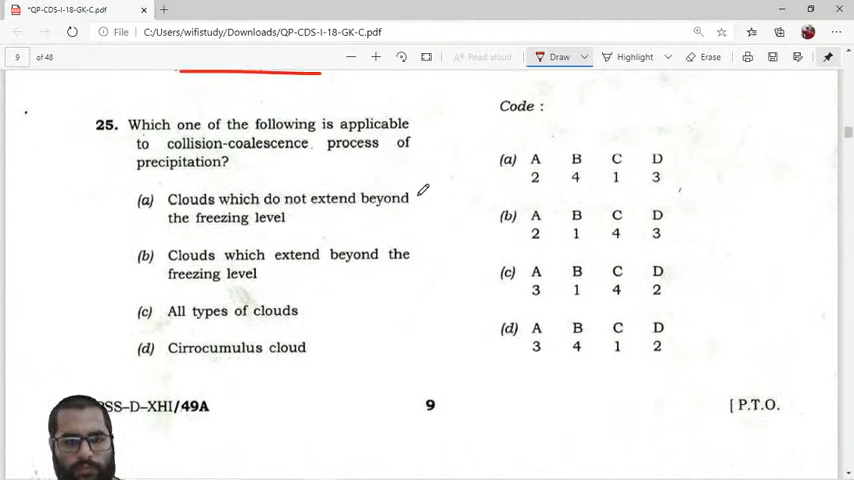 *QP-CDS-I-18-GK-C.pdf
File
C:/Users/wifistudy/Downloads/QP-CDS-I-18-GK-C.pdf
9
of 48
Read aloud
Draw
Highlight
Erase
25. Which one of the following is applicable
to collision-coalescence process of
precipitation?
(a) Clouds which do not extend beyond
the freezing level
(b) Clouds which extend beyond the
freezing level
(c) All types of clouds
(d) Cirrocumulus cloud
Code :
(a) A B C D
2 4 1 3
(b) A B C D
2 1 4 3
(c) A B C D
3 1 4 2
(d) A B C D
3 4 1 2
SS–D–XHI/49A
9
[ P.T.O.